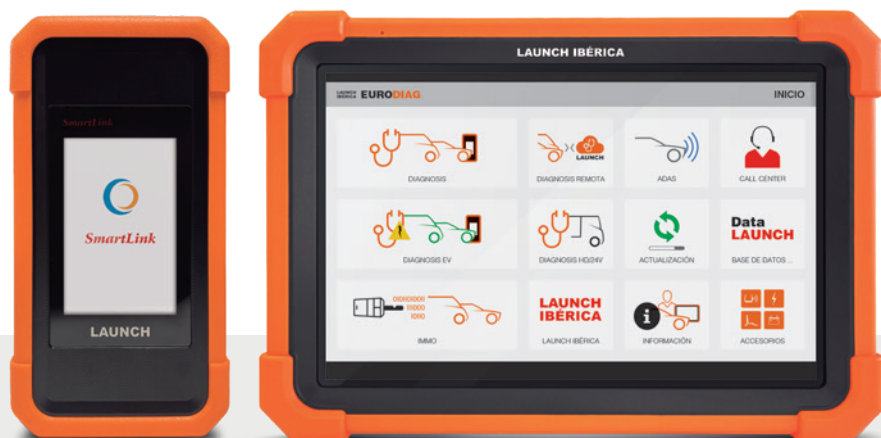 SmartLink
SmartLink
LAUNCH
LAUNCH IBÉRICA
LAUNCH IBÉRICA EURODIAG
INICIO
DIAGNOSIS
LAUNCH
DIAGNOSIS REMOTA
ADAS
CALL CENTER
DIAGNOSIS EV
DIAGNOSIS HD/24V
ACTUALIZACIÓN
Data
LAUNCH
BASE DE DATOS ...
IMMO
LAUNCH
IBÉRICA
LAUNCH IBÉRICA
INFORMACIÓN
ACCESORIOS